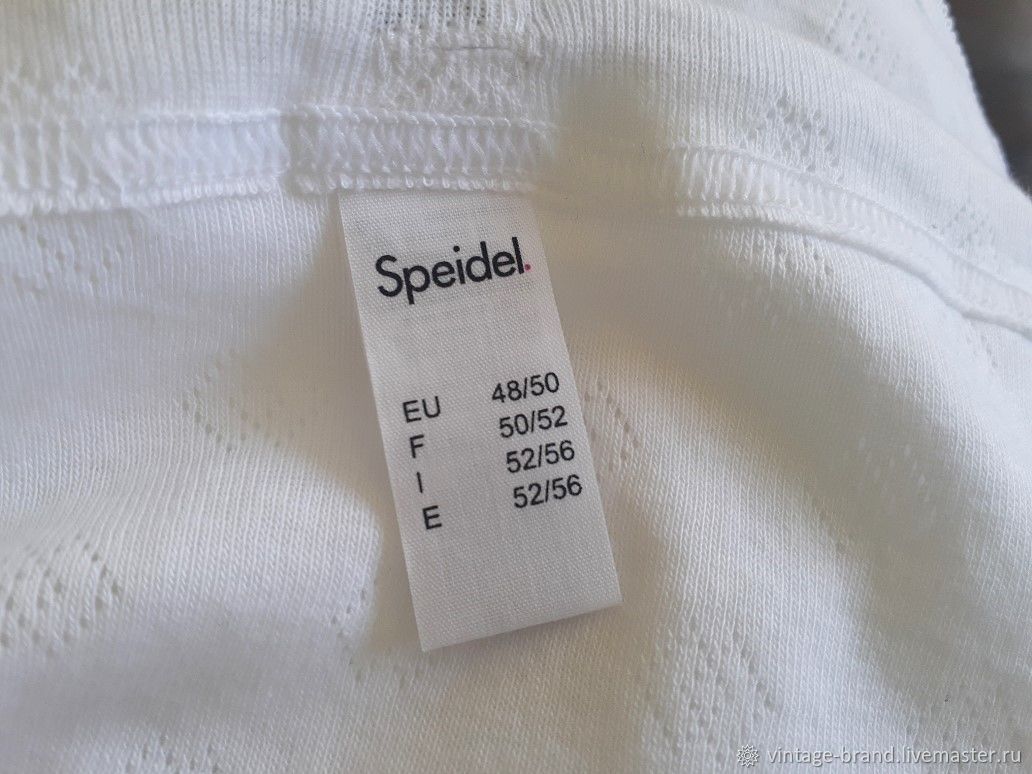 Speidel.
EU 48/50
F 50/52
I 52/56
E 52/56
vintage-brand.livemaster.ru